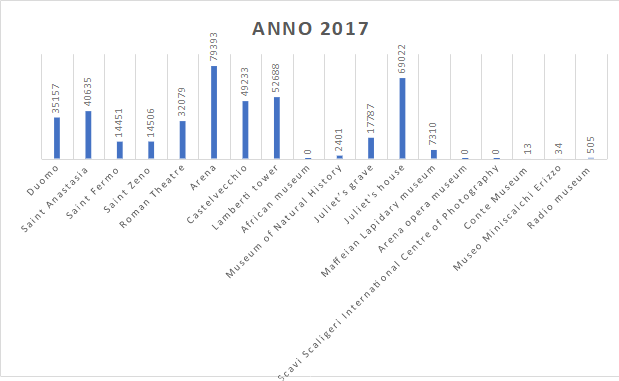 ANNO 2017
35157
40635
14451
14506
32079
79393
49233
52688
0
2401
17787
69022
7310
0
0
13
34
505
Duomo
Saint Anastasia
Saint Fermo
Saint Zeno
Roman Theatre
Arena
Castelvecchio
Lamberti tower
African museum
Museum of Natural History
Juliet's grave
Juliet's house
Maffeian Lapidary museum
Arena opera museum
Scavi Scaligeri International Centre of Photography
Conte Museum
Museo Miniscalchi Erizzo
Radio museum